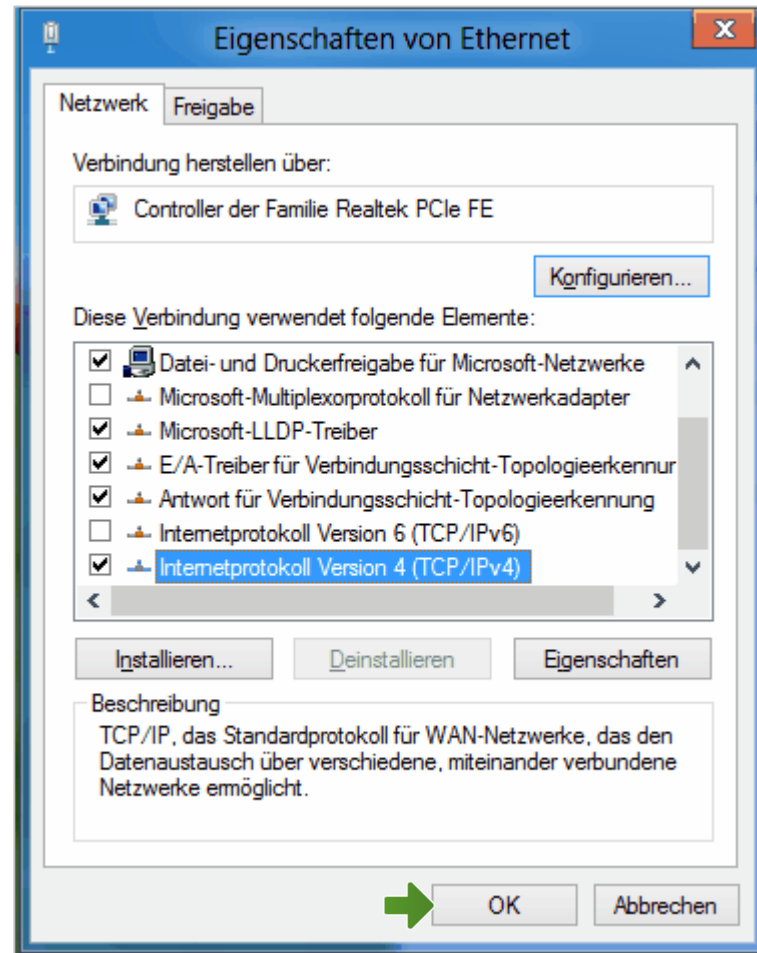 Eigenschaften von Ethernet
Netzwerk
Freigabe
Verbindung herstellen über:
Controller der Familie Realtek PCIe FE
Konfigurieren...
Diese Verbindung verwendet folgende Elemente:
Datei- und Druckerfreigabe für Microsoft-Netzwerke
Microsoft-Multiplexorprotokoll für Netzwerkadapter
Microsoft-LLDP-Treiber
E/A-Treiber für Verbindungsschicht-Topologieerkennur
Antwort für Verbindungsschicht-Topologieerkennung
Internetprotokoll Version 6 (TCP/IPv6)
Internetprotokoll Version 4 (TCP/IPv4)
Installieren...
Deinstallieren
Eigenschaften
Beschreibung
TCP/IP, das Standardprotokoll für WAN-Netzwerke, das den
Datenaustausch über verschiedene, miteinander verbundene
Netzwerke ermöglicht.
OK
Abbrechen